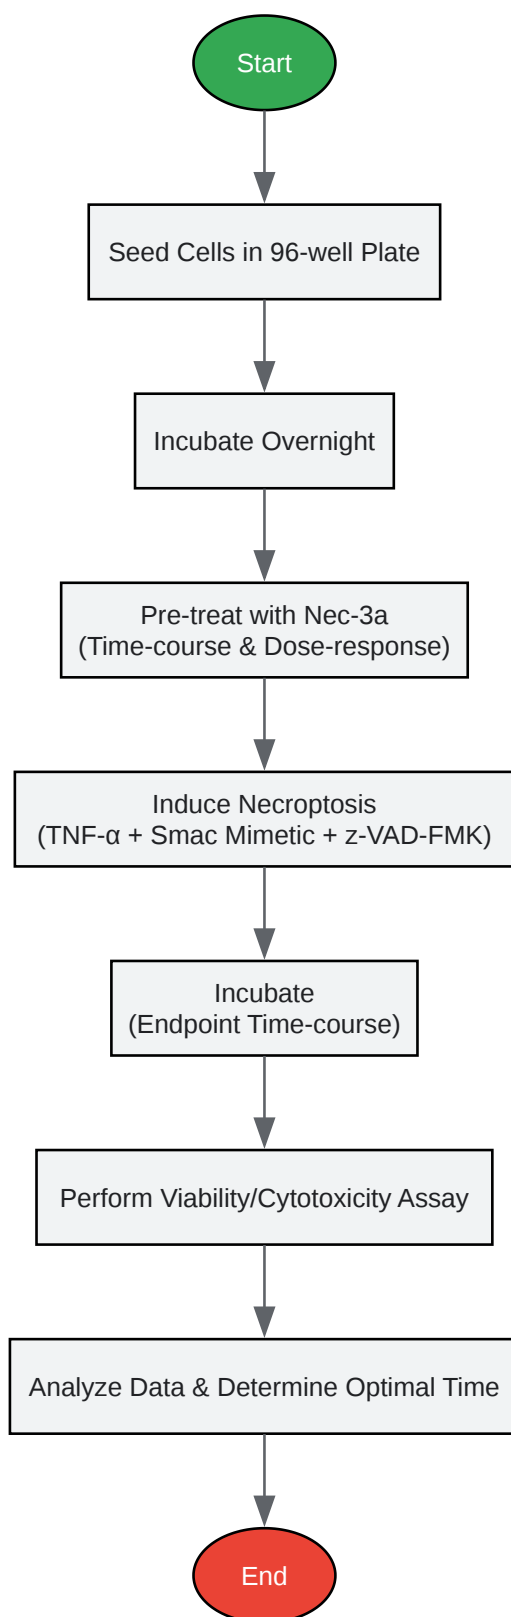 Start
Seed Cells in 96-well Plate
Incubate Overnight
Pre-treat with Nec-3a
(Time-course & Dose-response)
Induce Necroptosis
(TNF-α + Smac Mimetic + z-VAD-FMK)
Incubate
(Endpoint Time-course)
Perform Viability/Cytotoxicity Assay
Analyze Data & Determine Optimal Time
End